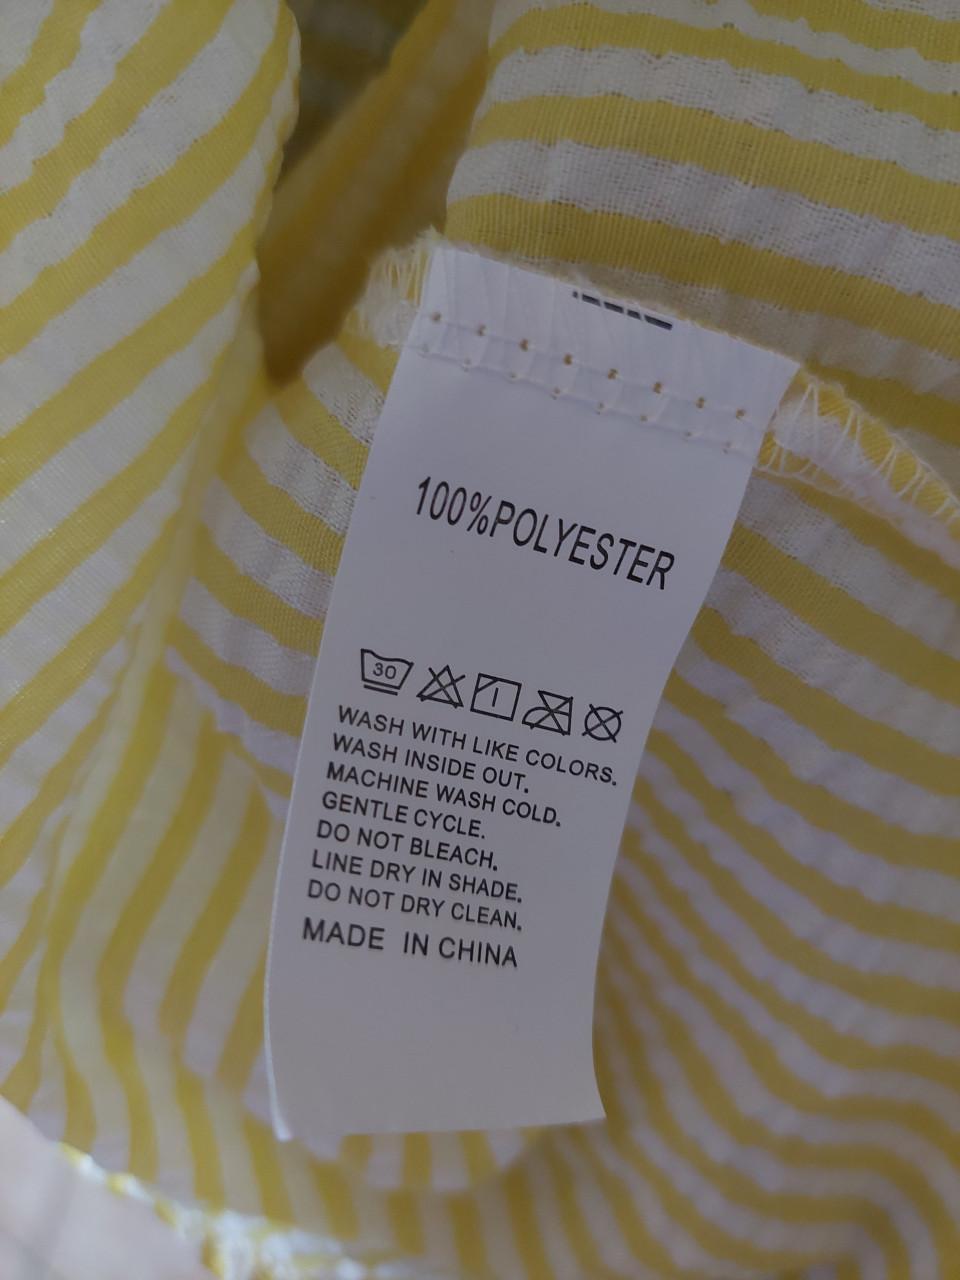 100%POLYESTER
30
WASH WITH LIKE COLORS.
WASH INSIDE OUT.
MACHINE WASH COLD.
GENTLE CYCLE.
DO NOT BLEACH.
LINE DRY IN SHADE.
DO NOT DRY CLEAN.
MADE IN CHINA